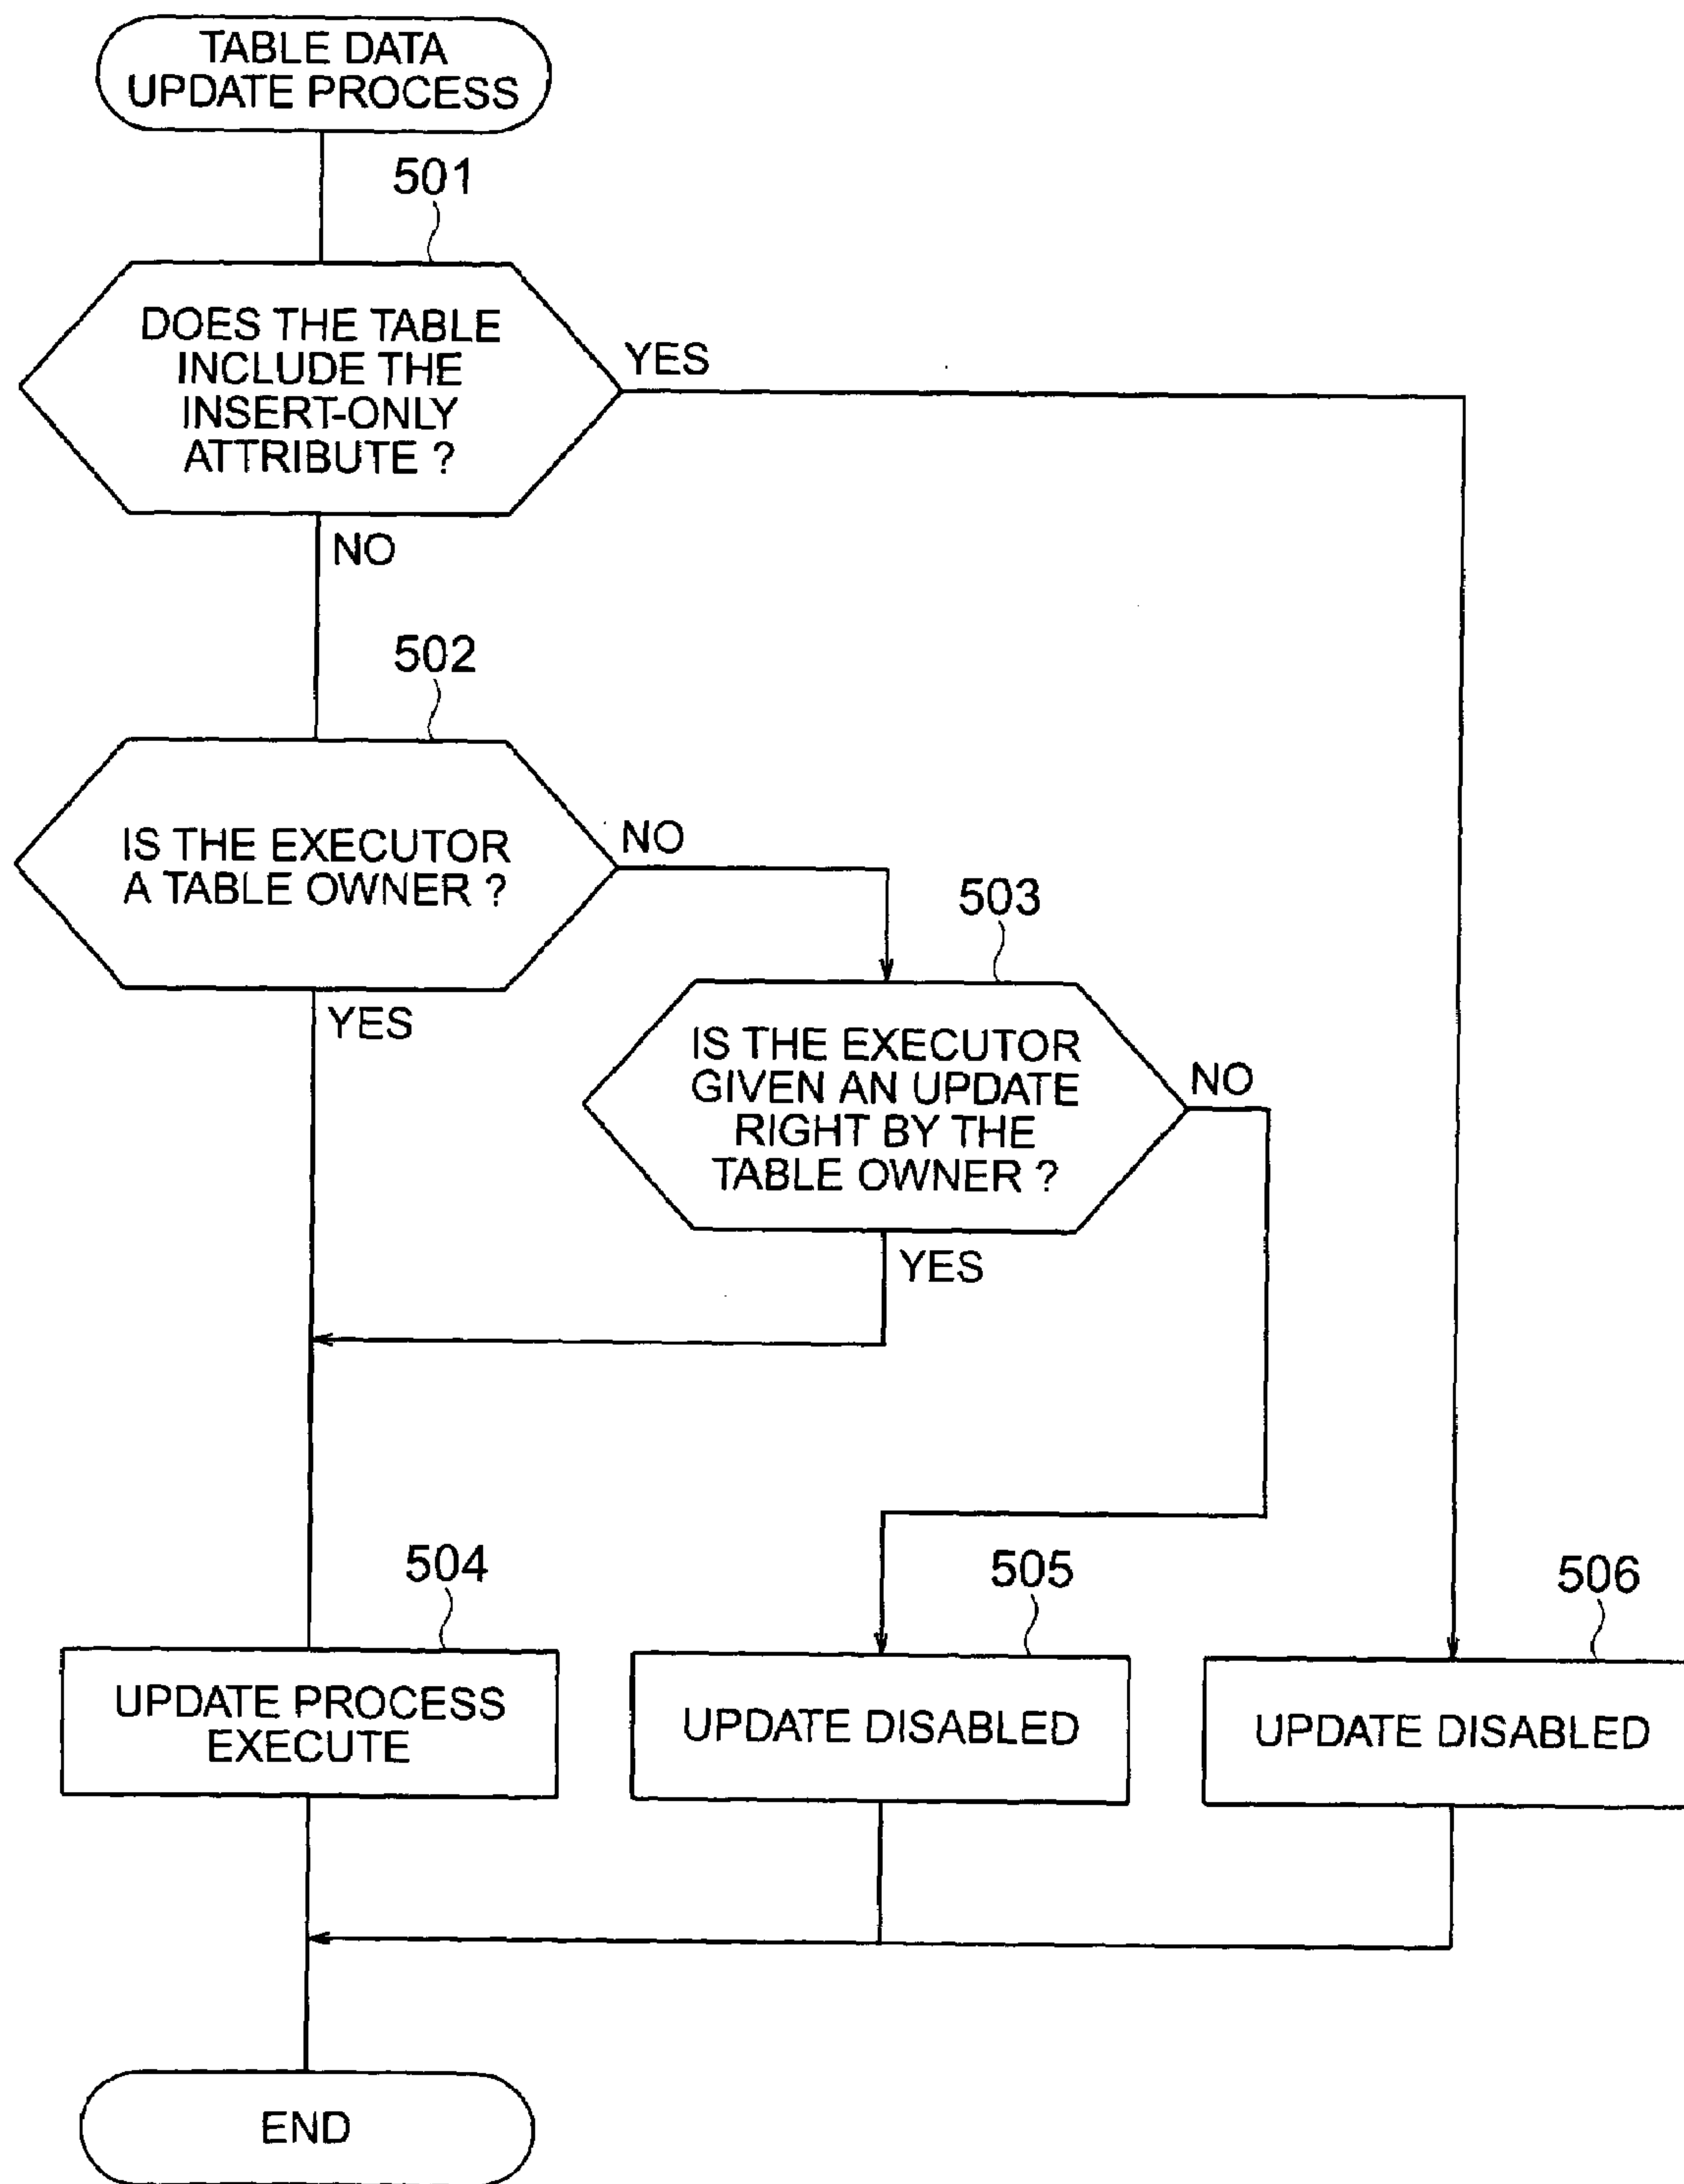 TABLE DATA
UPDATE PROCESS
501
DOES THE TABLE
INCLUDE THE
INSERT-ONLY
ATTRIBUTE ?
YES
NO
502
IS THE EXECUTOR
A TABLE OWNER ?
NO
YES
503
IS THE EXECUTOR
GIVEN AN UPDATE
RIGHT BY THE
TABLE OWNER ?
NO
YES
504
UPDATE PROCESS
EXECUTE
505
UPDATE DISABLED
506
UPDATE DISABLED
END